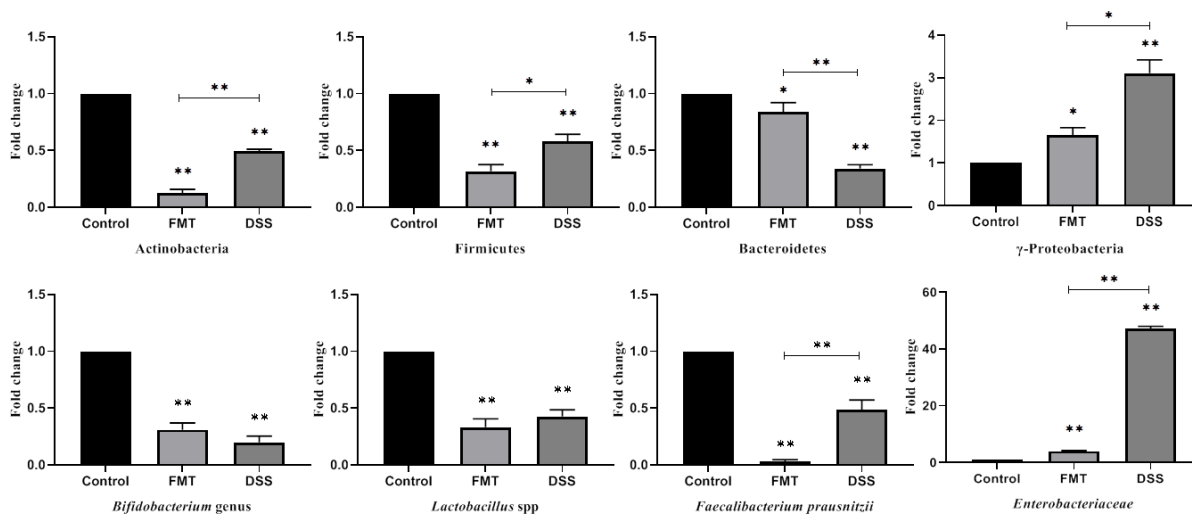 Fold change
1.5
1.0
0.5
0.0
**
**
**
Control FMT DSS
Actinobacteria
Fold change
1.5
1.0
0.5
0.0
*
**
**
Control FMT DSS
Firmicutes
Fold change
1.5
1.0
0.5
0.0
**
*
**
Control FMT DSS
Bacteroidetes
Fold change
4
3
2
1
0
*
**
*
Control FMT DSS
γ-Proteobacteria
Fold change
1.5
1.0
0.5
0.0
**
**
Control FMT DSS
Bifidobacterium genus
Fold change
1.5
1.0
0.5
0.0
**
**
Control FMT DSS
Lactobacillus spp
Fold change
1.5
1.0
0.5
0.0
**
**
**
Control FMT DSS
Faecalibacterium prausnitzii
Fold change
60
40
20
0
**
**
**
Control FMT DSS
Enterobacteriaceae